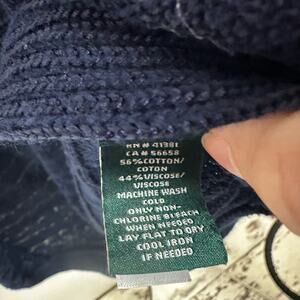 RN # 41381
CA # 56658
56% COTTON/
COTON
44% VISCOSE/
VISCOSE
MACHINE WASH
COLD
ONLY NON-
CHLORINE BLEACH
WHEN NEEDED
LAY FLAT TO DRY
COOL IRON
IF NEEDED